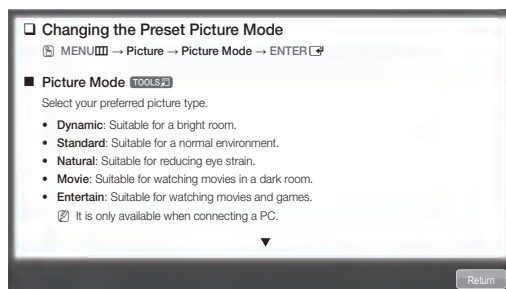 ❑ Changing the Preset Picture Mode
MENU → Picture → Picture Mode → ENTER
■ Picture Mode TOOLS
Select your preferred picture type.
• Dynamic: Suitable for a bright room.
• Standard: Suitable for a normal environment.
• Natural: Suitable for reducing eye strain.
• Movie: Suitable for watching movies in a dark room.
• Entertain: Suitable for watching movies and games.
It is only available when connecting a PC.
▼
Return